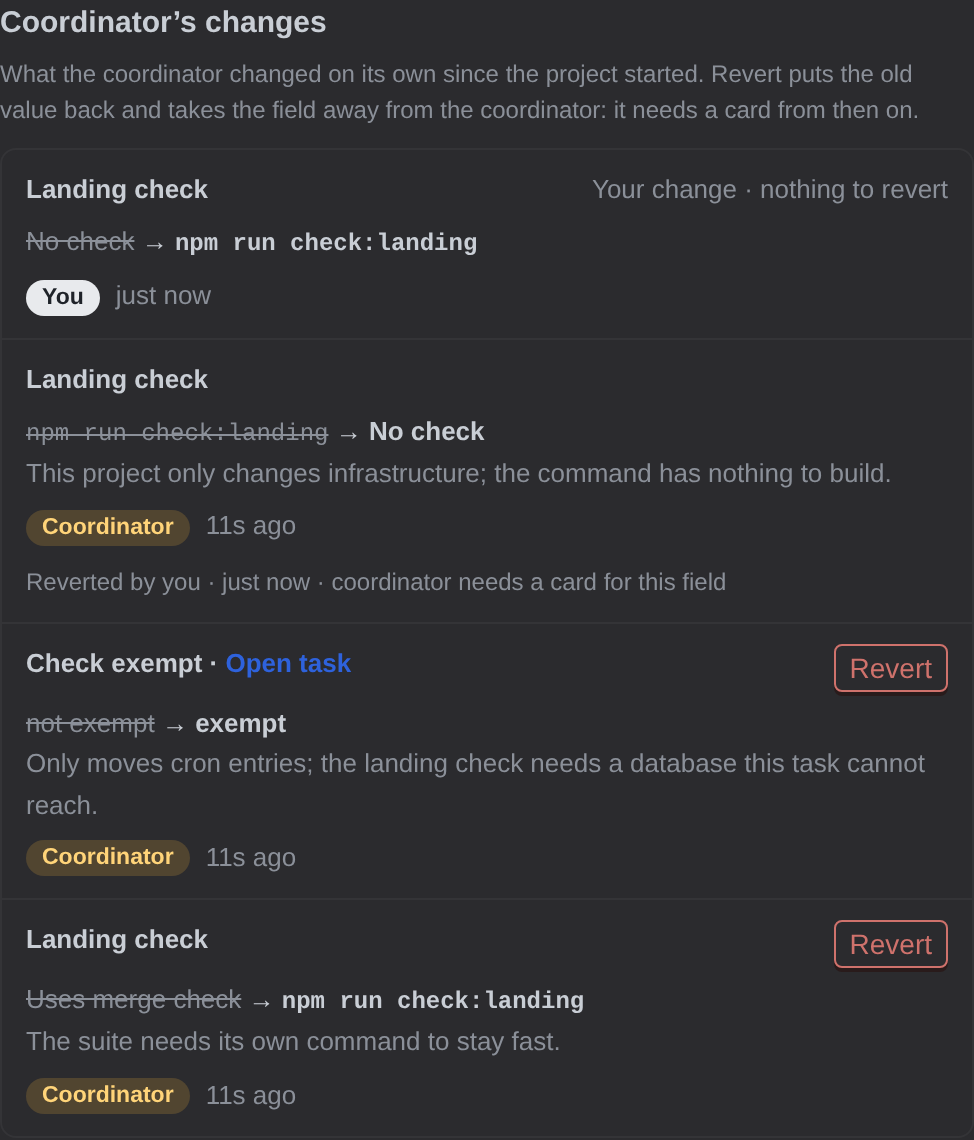 Coordinator’s changes
What the coordinator changed on its own since the project started. Revert puts the old
value back and takes the field away from the coordinator: it needs a card from then on.
Landing check
Your change · nothing to revert
No check → npm run check:landing
You just now
Landing check
npm run check:landing → No check
This project only changes infrastructure; the command has nothing to build.
Coordinator 11s ago
Reverted by you · just now · coordinator needs a card for this field
Check exempt · Open task
Revert
not exempt → exempt
Only moves cron entries; the landing check needs a database this task cannot
reach.
Coordinator 11s ago
Landing check
Revert
Uses merge check → npm run check:landing
The suite needs its own command to stay fast.
Coordinator 11s ago